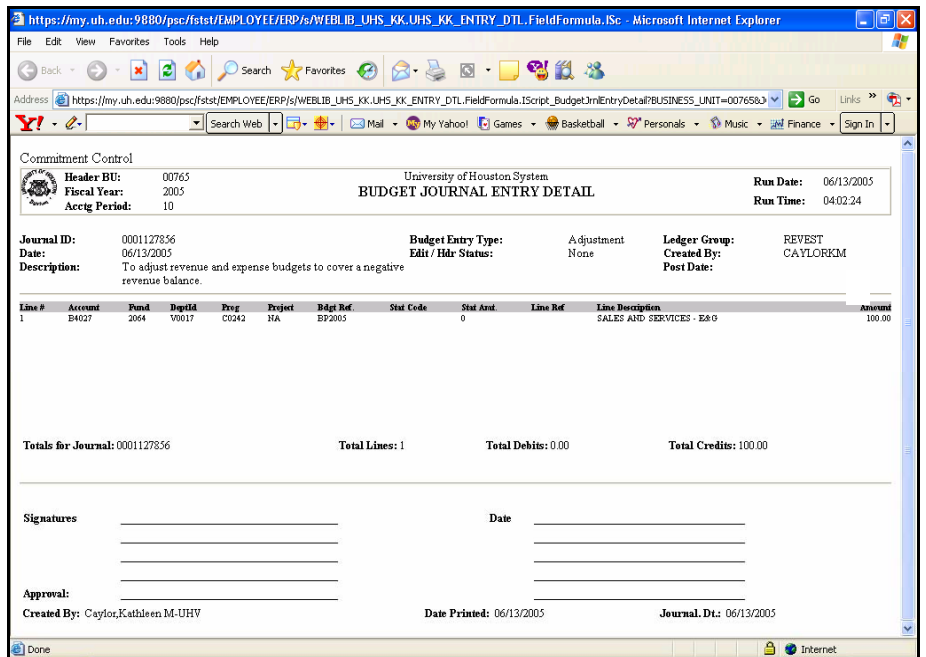 https://my.uh.edu:9880/psc/fstst/EMPLOYEE/ERP/s/WEBLIB_UHS_KK.UHS_KK_ENTRY_DTL.FieldFormula.ISc - Microsoft Internet Explorer
File Edit View Favorites Tools Help
Back Search Favorites
Address https://my.uh.edu:9880/psc/fstst/EMPLOYEE/ERP/s/WEBLIB_UHS_KK.UHS_KK_ENTRY_DTL.FieldFormula.IScript_BudgetJrnlEntryDetail?BUSINESS_UNIT=00765&J Go Links »
Y! Search Web Mail My Yahoo! Games Basketball Personals Music Finance Sign In
Commitment Control
Header BU: 00765 University of Houston System
Fiscal Year: 2005 BUDGET JOURNAL ENTRY DETAIL Run Date: 06/13/2005
Acctg Period: 10 Run Time: 04:02:24
Journal ID: 0001127856 Budget Entry Type: Adjustment Ledger Group: REVEST
Date: 06/13/2005 Edit / Hdr Status: None Created By: CAYLORKM
Description: To adjust revenue and expense budgets to cover a negative Post Date:
revenue balance.
Line # Account Fund DeptId Prog Project Bdgt Ref. Stat Code Stat Amt. Line Ref Line Description Amount
1 B4027 2064 V0017 C0242 NA BP2005 0 SALES AND SERVICES - E&G 100.00
Totals for Journal: 0001127856 Total Lines: 1 Total Debits: 0.00 Total Credits: 100.00
Signatures Date
Approval:
Created By: Caylor,Kathleen M-UHV Date Printed: 06/13/2005 Journal. Dt.: 06/13/2005
Done Internet